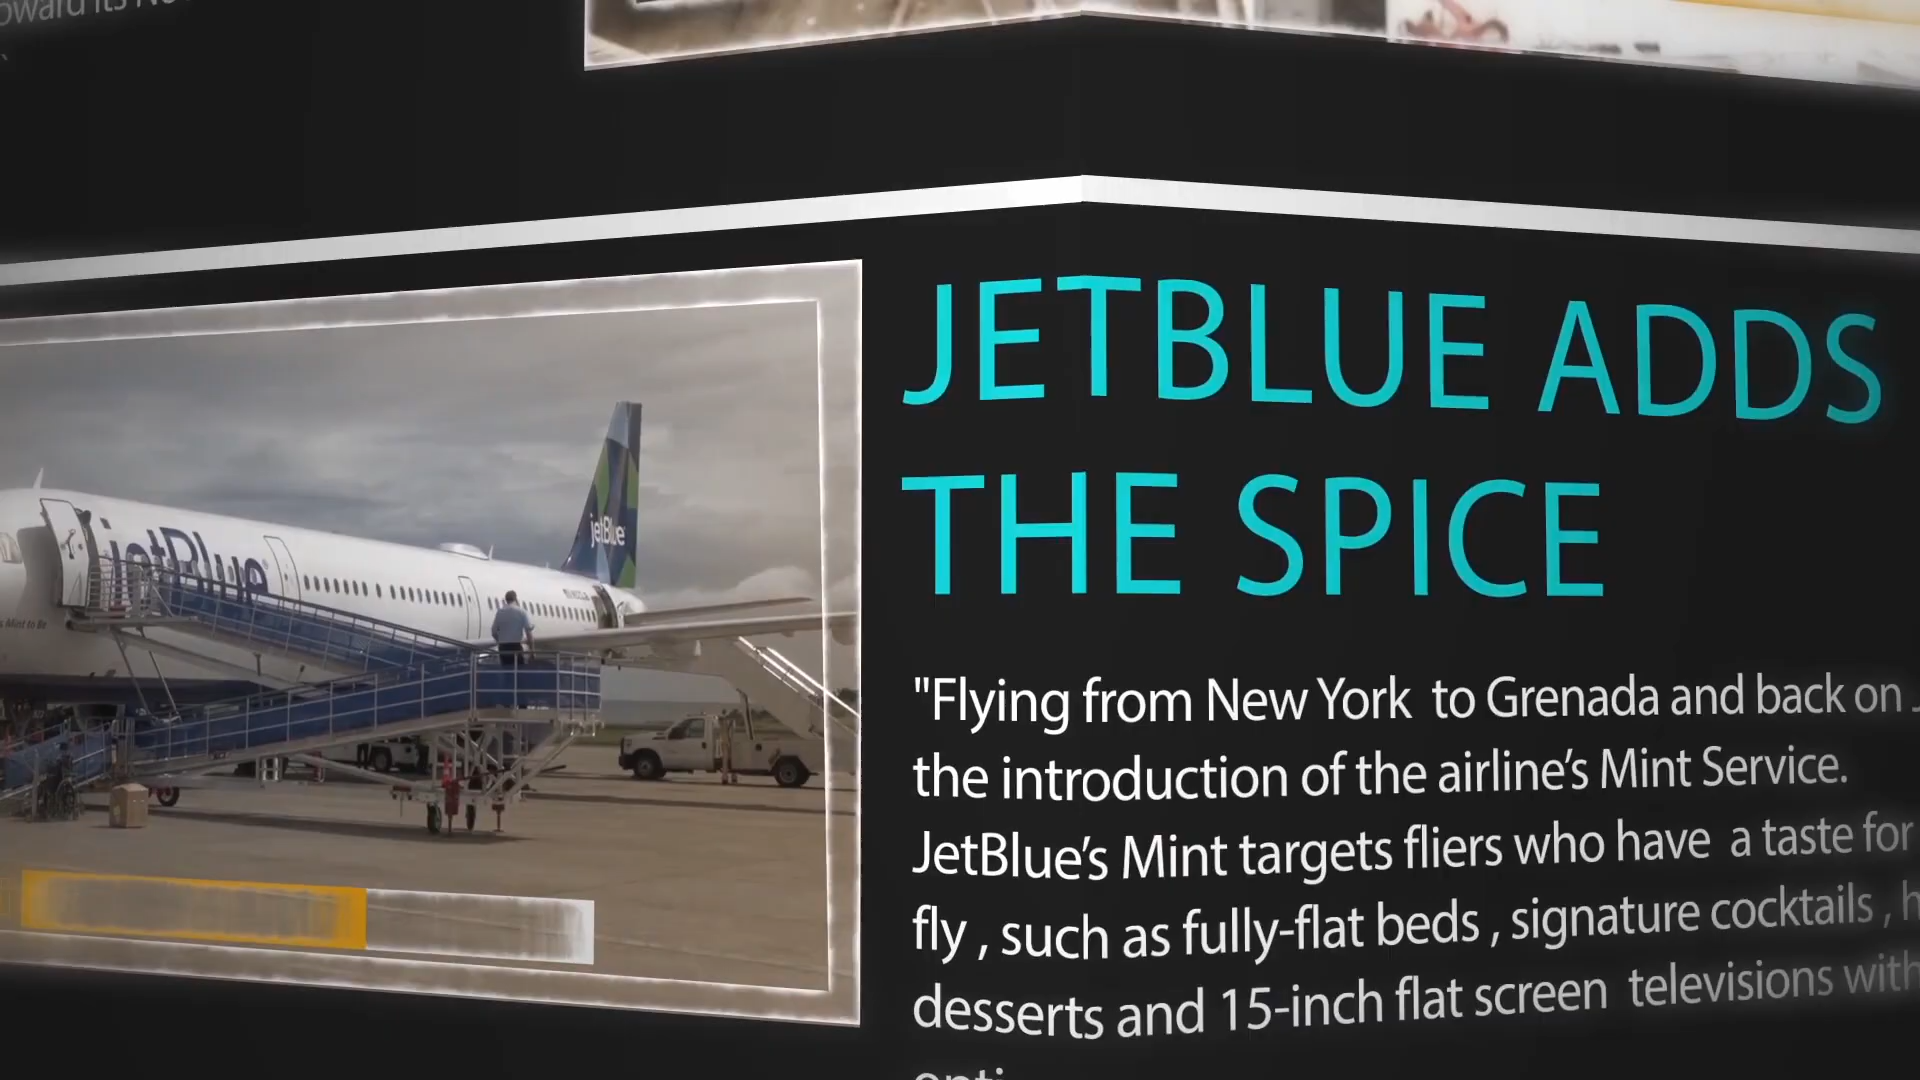 JETBLUE ADDS
THE SPICE
jetBlue
jetBlue
"Flying from New York to Grenada and back on
the introduction of the airline's Mint Service.
JetBlue's Mint targets fliers who have a taste for
fly , such as fully-flat beds , signature cocktails ,
desserts and 15-inch flat screen televisions with